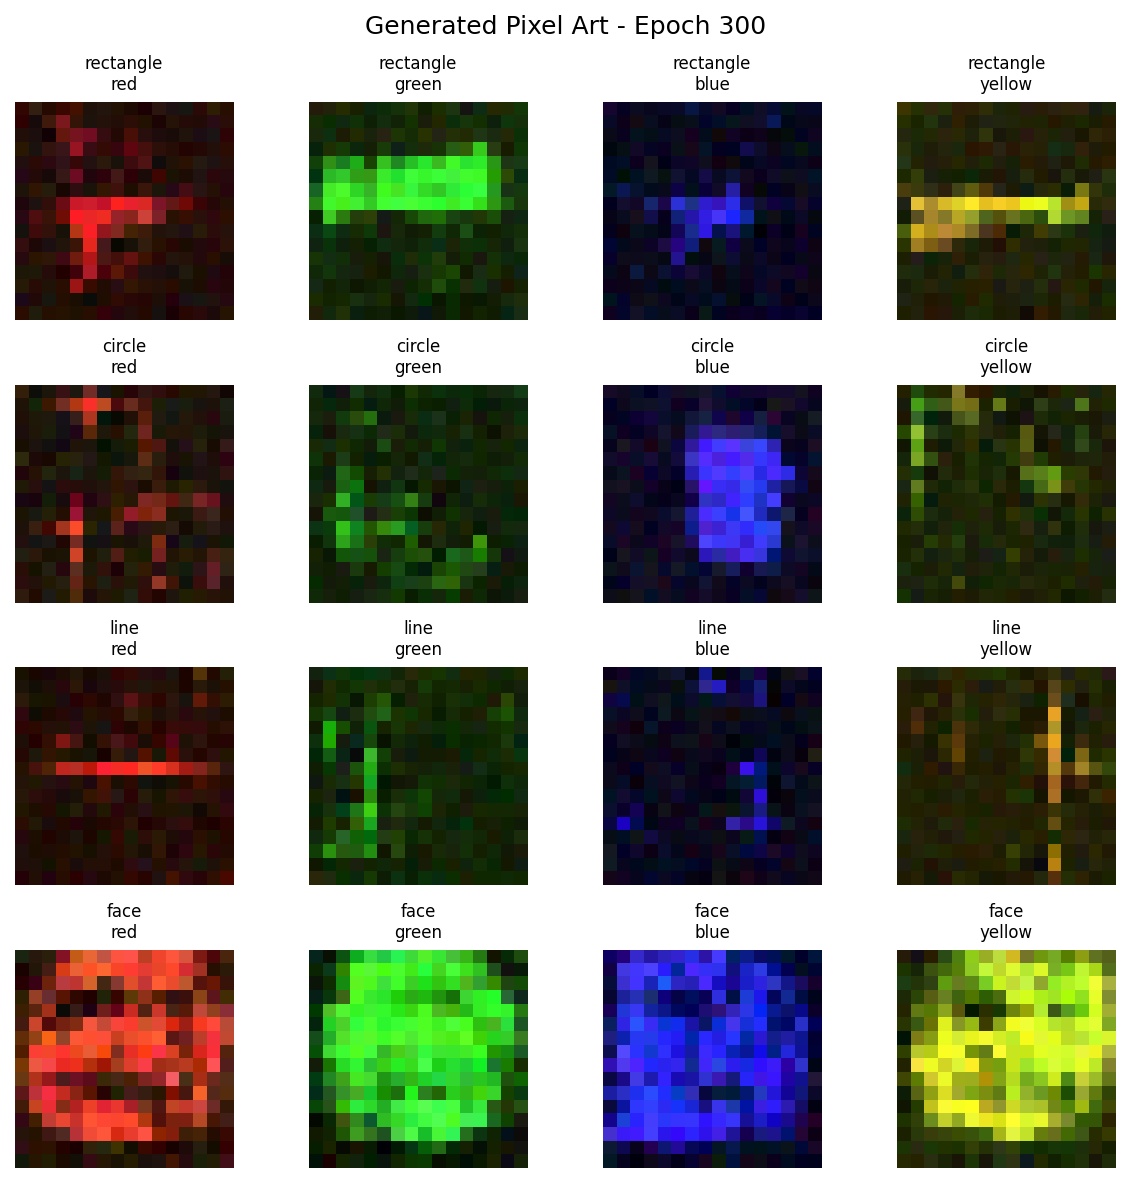 Generated Pixel Art - Epoch 300
rectangle rectangle rectangle rectangle
red green blue yellow
circle circle circle circle
red green blue yellow
line line line line
red green blue yellow
face face face face
red green blue yellow